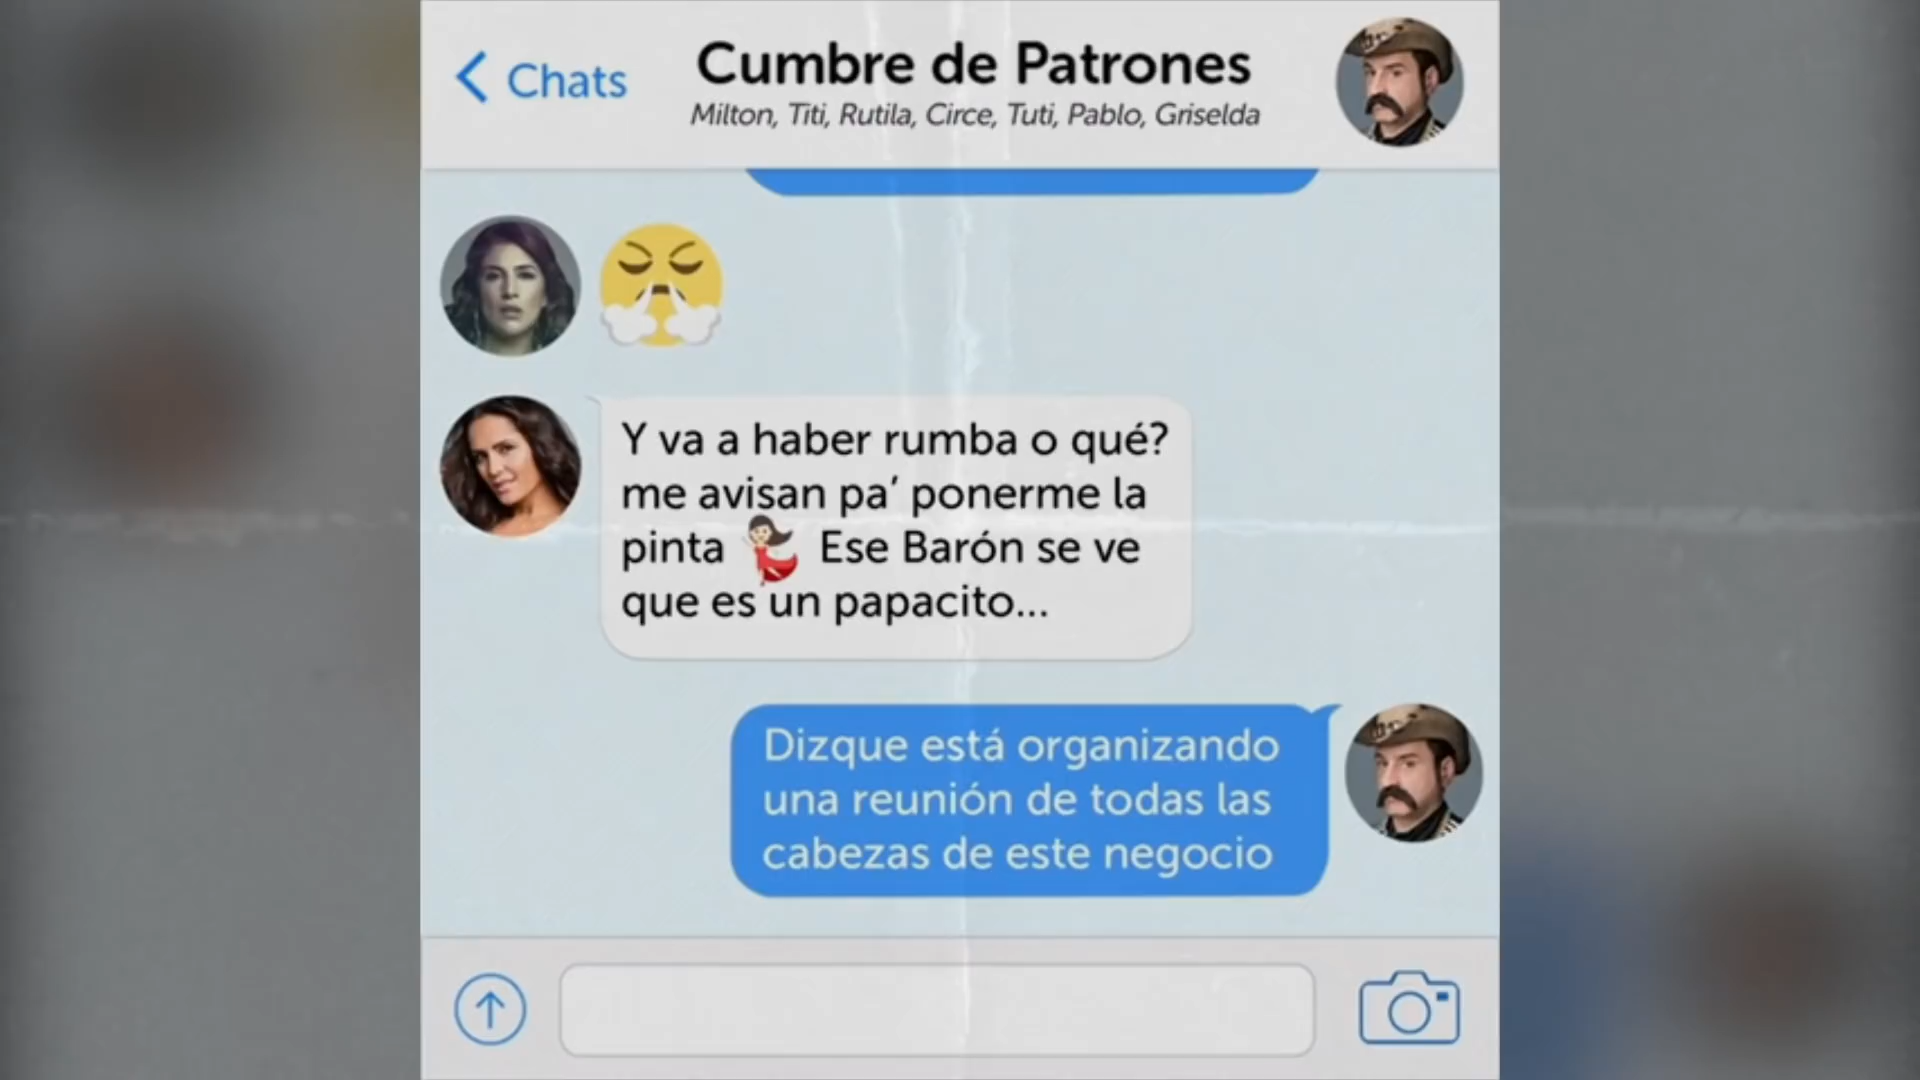 Chats
Cumbre de Patrones
Milton, Titi, Rutila, Circe, Tuti, Pablo, Griselda
Y va a haber rumba o qué?
me avisan pa’ ponerme la
pinta 💃 Ese Barón se ve
que es un papacito...
Dizque está organizando
una reunión de todas las
cabezas de este negocio